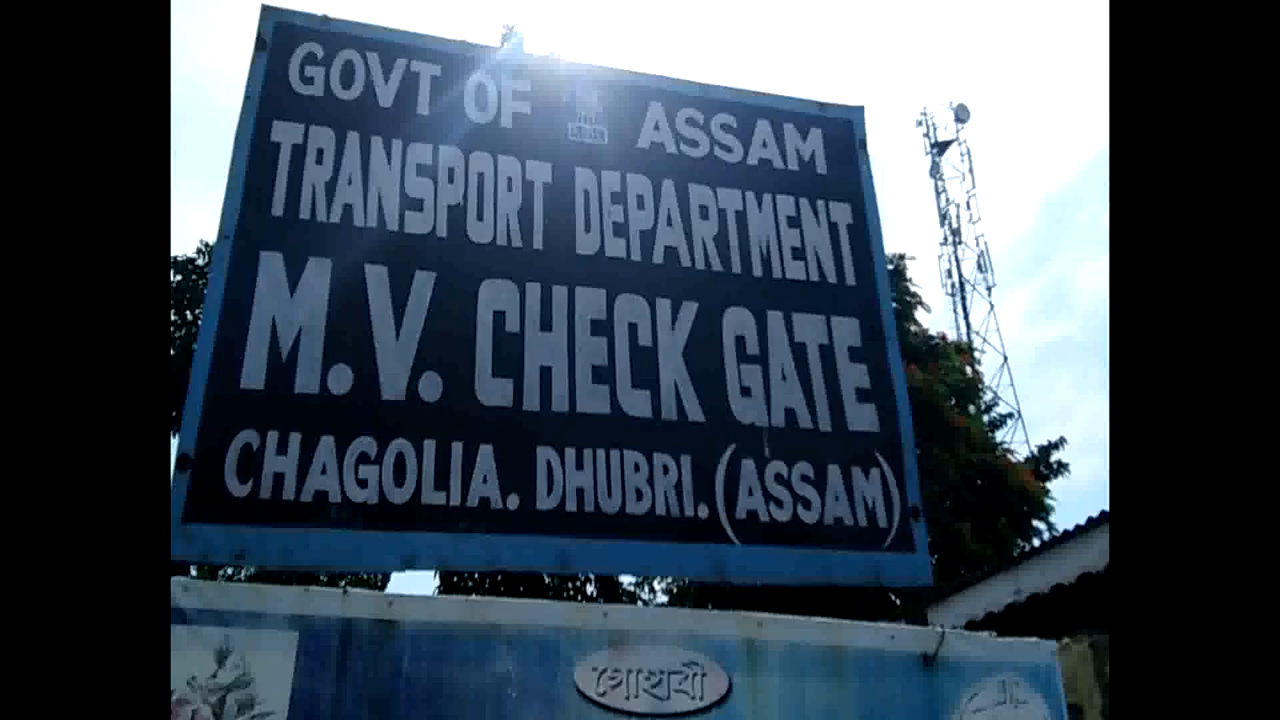 GOVT OF ASSAM
TRANSPORT DEPARTMENT
M.V. CHECK GATE
CHAGOLIA. DHUBRI. (ASSAM)